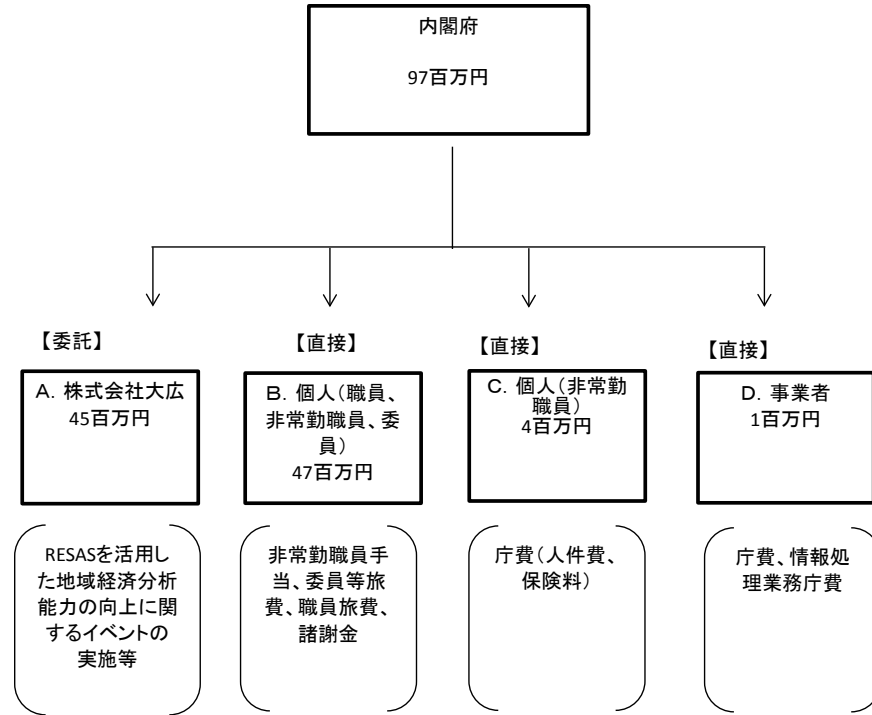 内閣府
97百万円
【委託】
【直接】
【直接】
【直接】
A. 株式会社大広
45百万円
B. 個人(職員、
非常勤職員、委
員)
47百万円
C. 個人(非常勤
職員)
4百万円
D. 事業者
1百万円
RESASを活用し
た地域経済分析
能力の向上に関
するイベントの
実施等
非常勤職員手
当、委員等旅
費、職員旅費、
諸謝金
庁費(人件費、
保険料)
庁費、情報処
理業務庁費